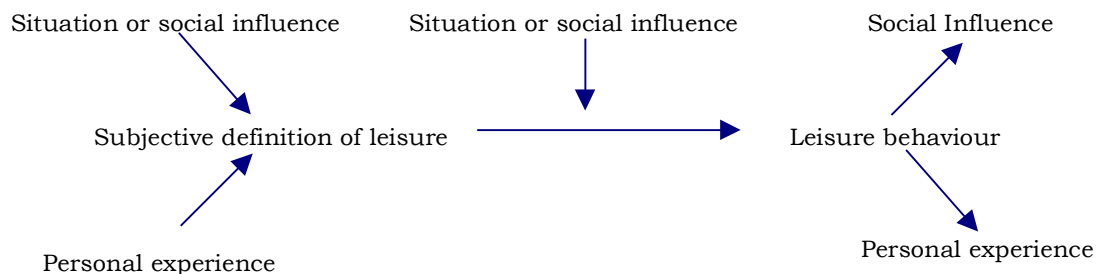 Situation or social influence
Situation or social influence
Social Influence
Subjective definition of leisure
Leisure behaviour
Personal experience
Personal experience